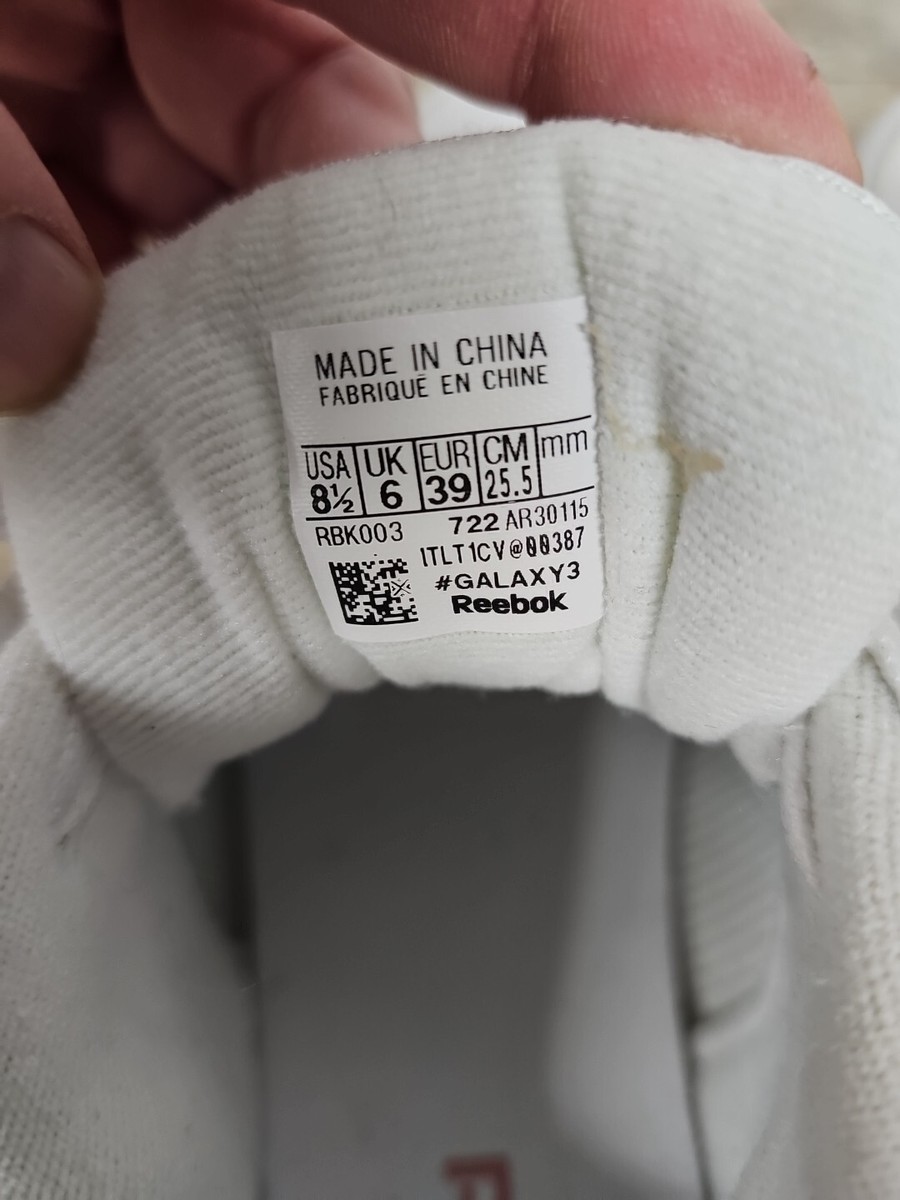 MADE IN CHINA
FABRIQUÉ EN CHINE
USA UK EUR CM mm
8½ 6 39 25.5
RBK003 722 AR30115
ITLT1CV@00387
#GALAXY3
Reebok